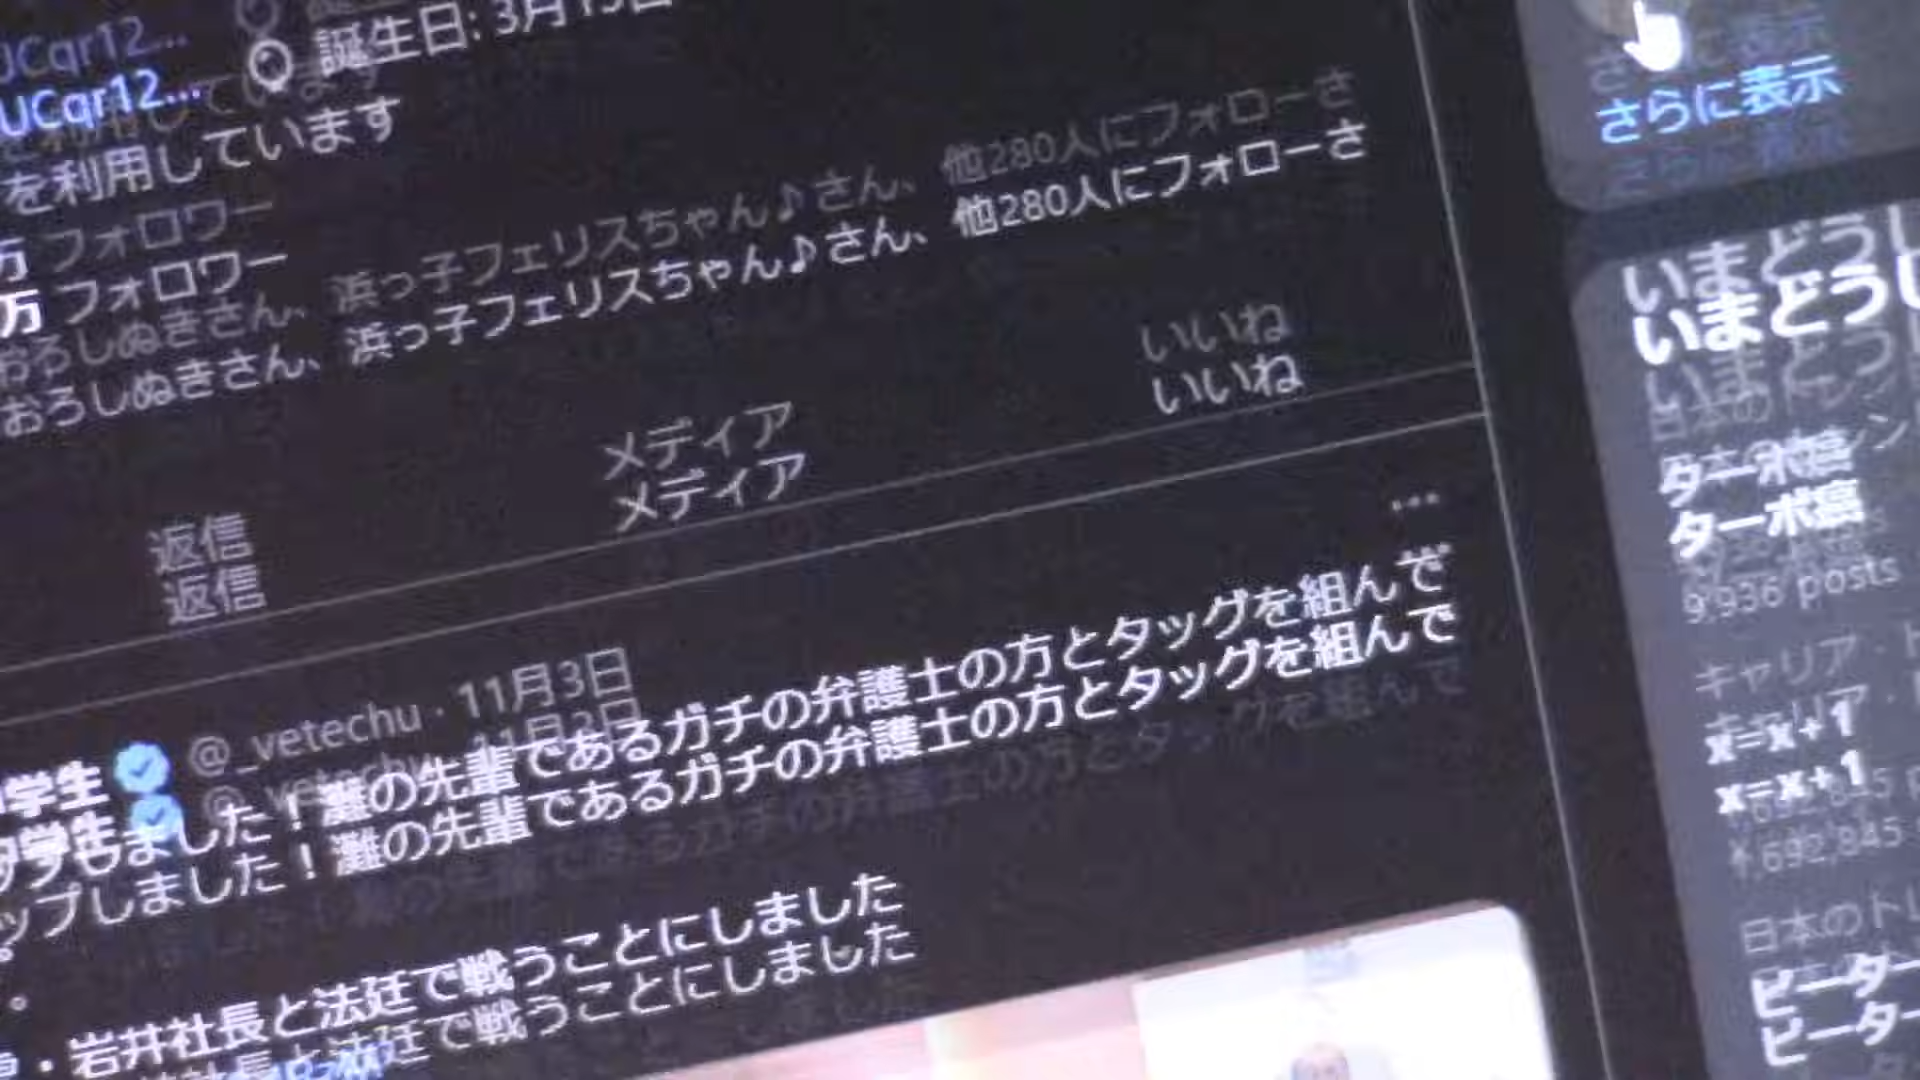 UCqr12...
誕生日: 3月
を利用しています
万 フォロワー
おろしぬきさん、浜っ子フェリスちゃん♪さん、他280人にフォローさ
返信
メディア
いいね
学生 @_vetechu · 11月3日
ップしました！灘の先輩であるガチの弁護士の方とタッグを組んで
。
・岩井社長と法廷で戦うことにしました
さらに表示
いまどうし
9,936 posts
キャリア ·
x=x+1
692,845
日本のトレ
ピーター